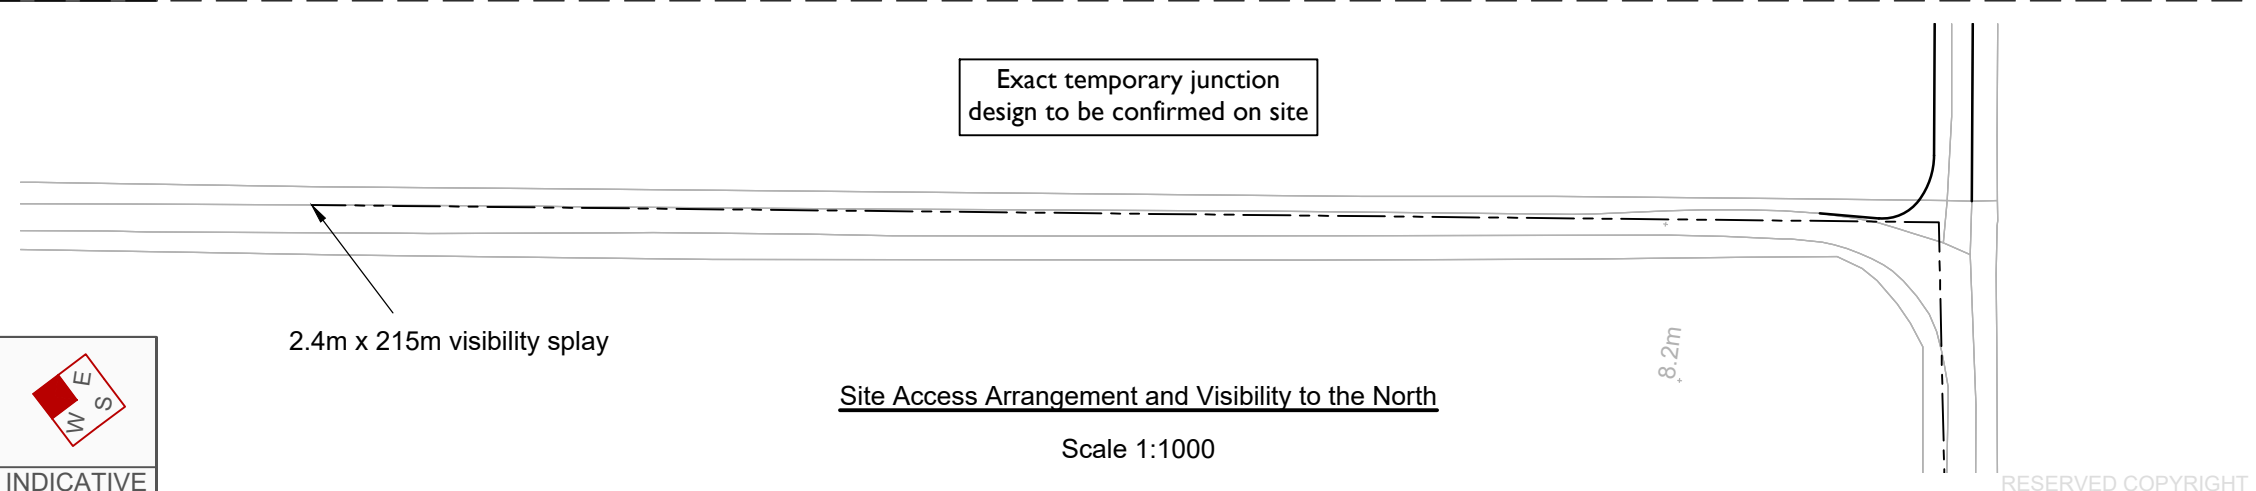 Exact temporary junction
design to be confirmed on site
2.4m x 215m visibility splay
8.2m
E
S
W
Site Access Arrangement and Visibility to the North
Scale 1:1000
INDICATIVE
RESERVED COPYRIGHT